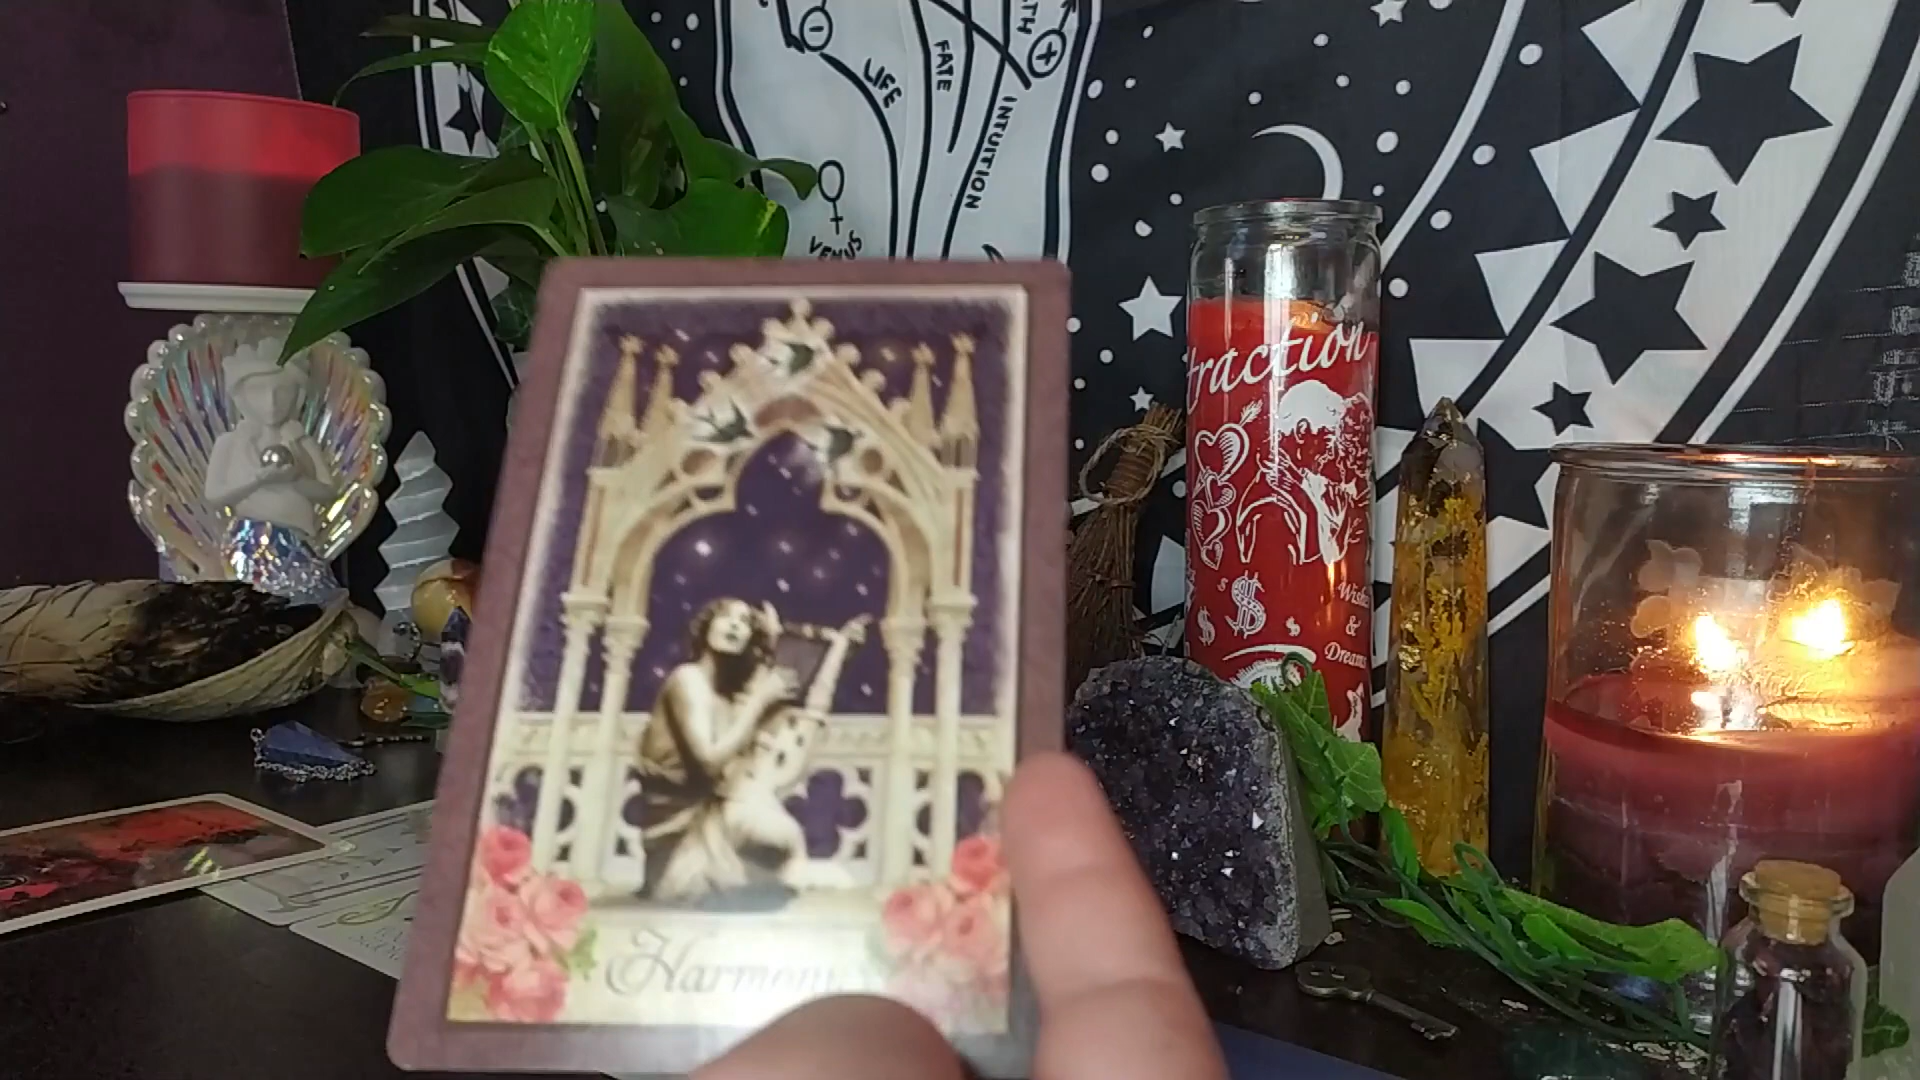 LIFE
FATE
INTUITION
VENUS
traction
$
$
$
Wishes
&
Dreams
Harmony